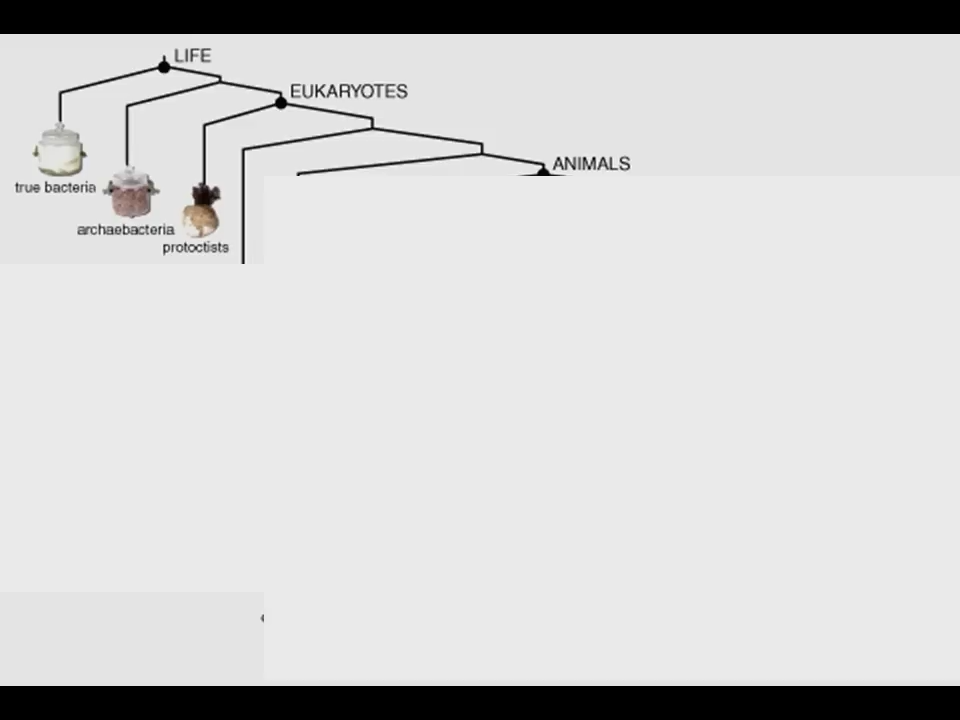 LIFE
EUKARYOTES
ANIMALS
true bacteria
archaebacteria
protoctists